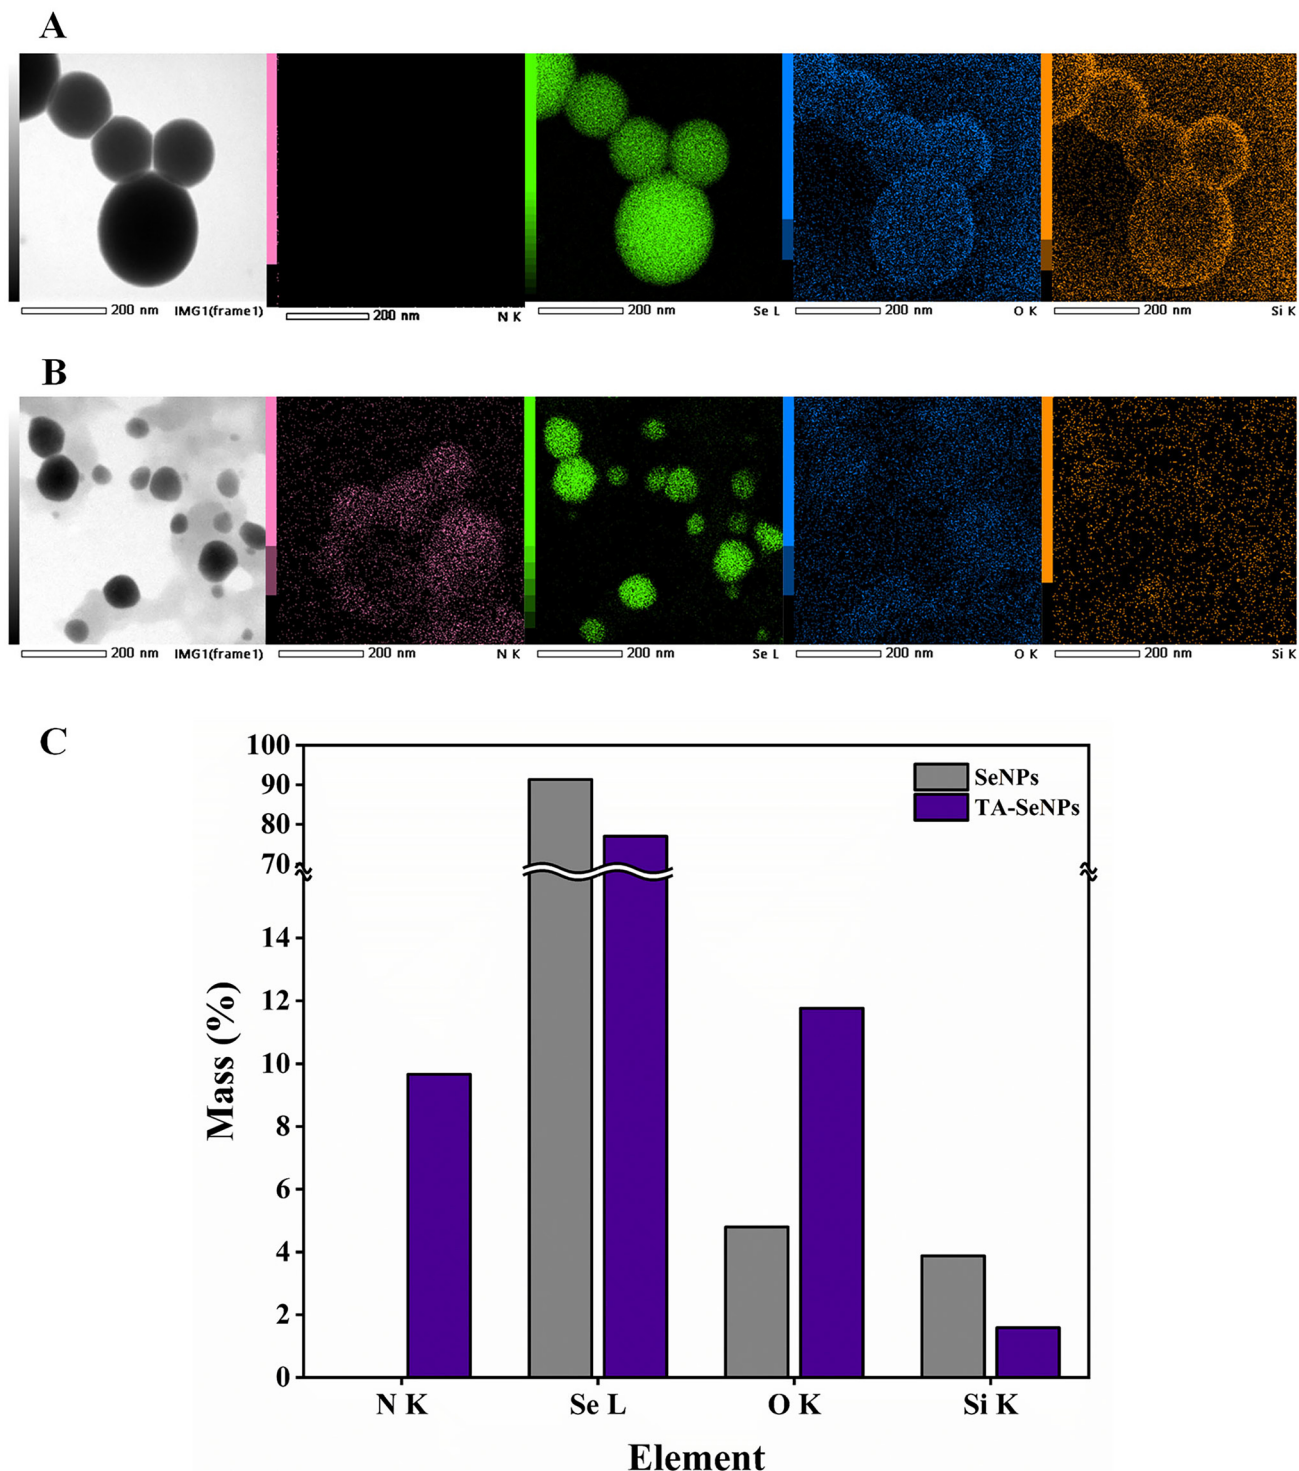 A
200 nm IMG1(frame1) 200 nm N K 200 nm Se L 200 nm O K 200 nm Si K
B
200 nm IMG1(frame1) 200 nm N K 200 nm Se L 200 nm O K 200 nm Si K
C
100
90
80
70
14
12
10
8
6
4
2
0
Mass (%)
SeNPs
TA-SeNPs
N K Se L O K Si K
Element